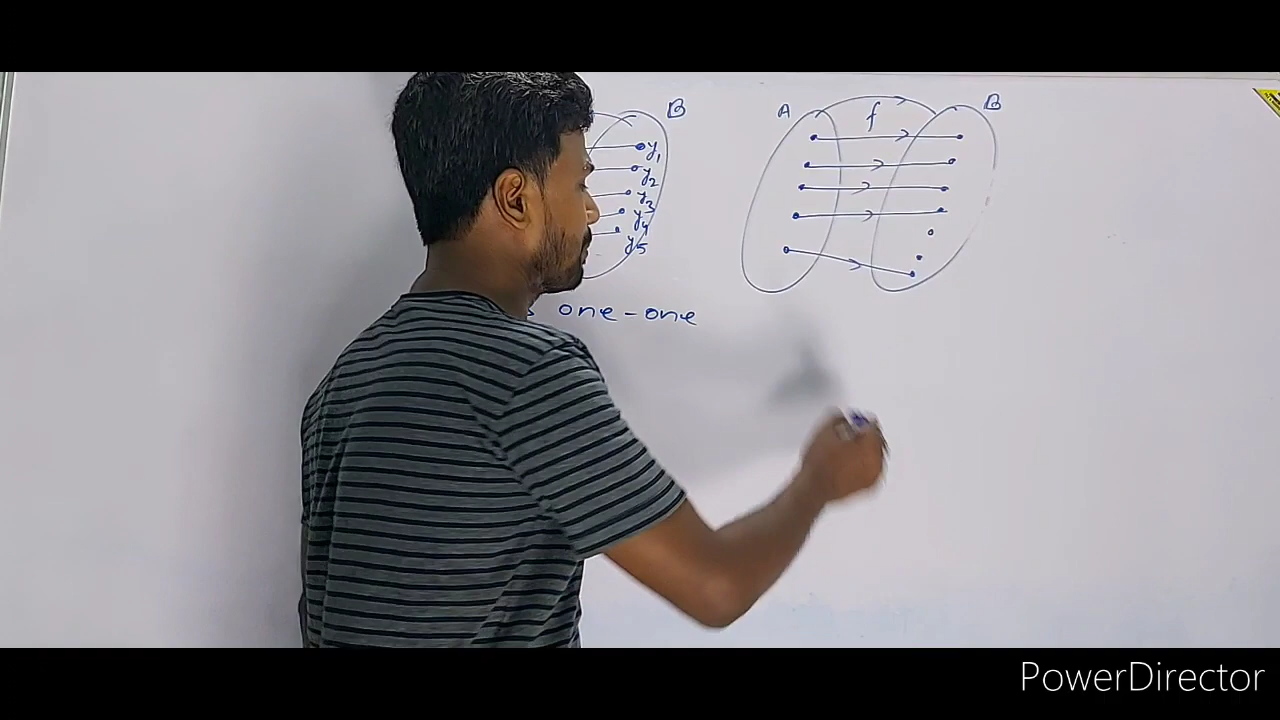 B
y₁
y₂
y₃
y₄
y₅
one-one
A f B
PowerDirector